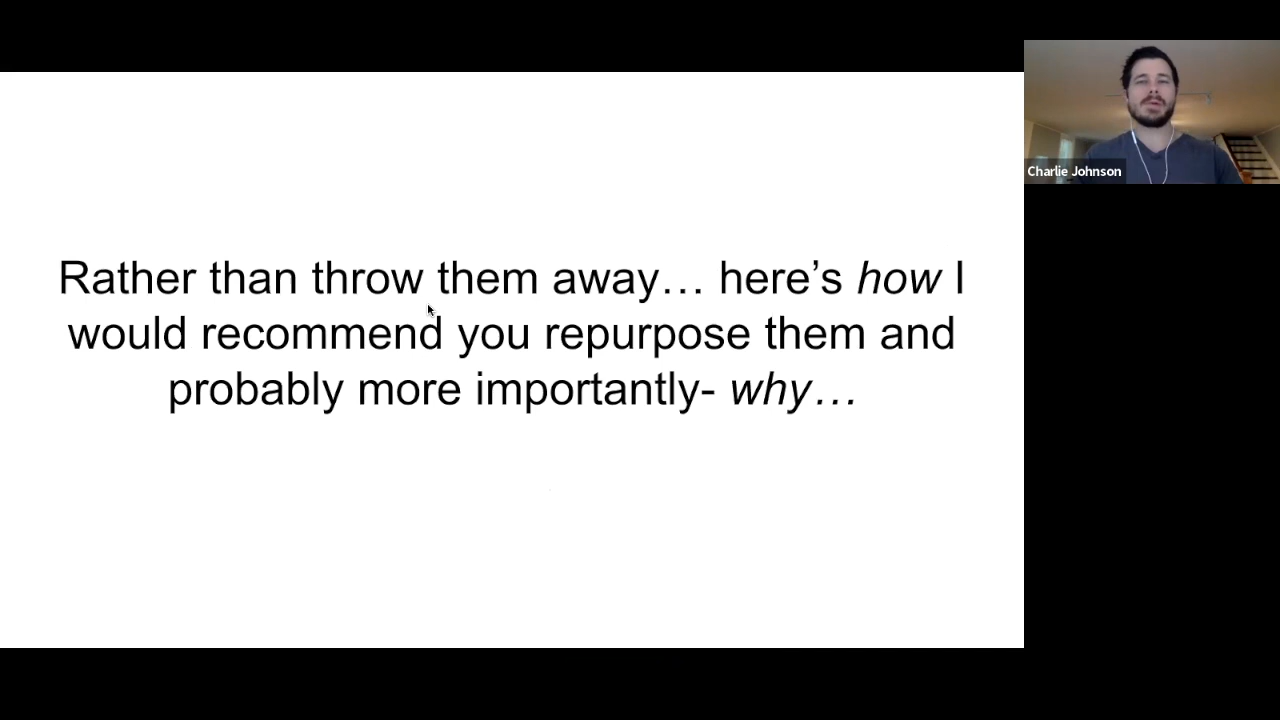 Rather than throw them away… here’s how I
would recommend you repurpose them and
probably more importantly- why…
Charlie Johnson